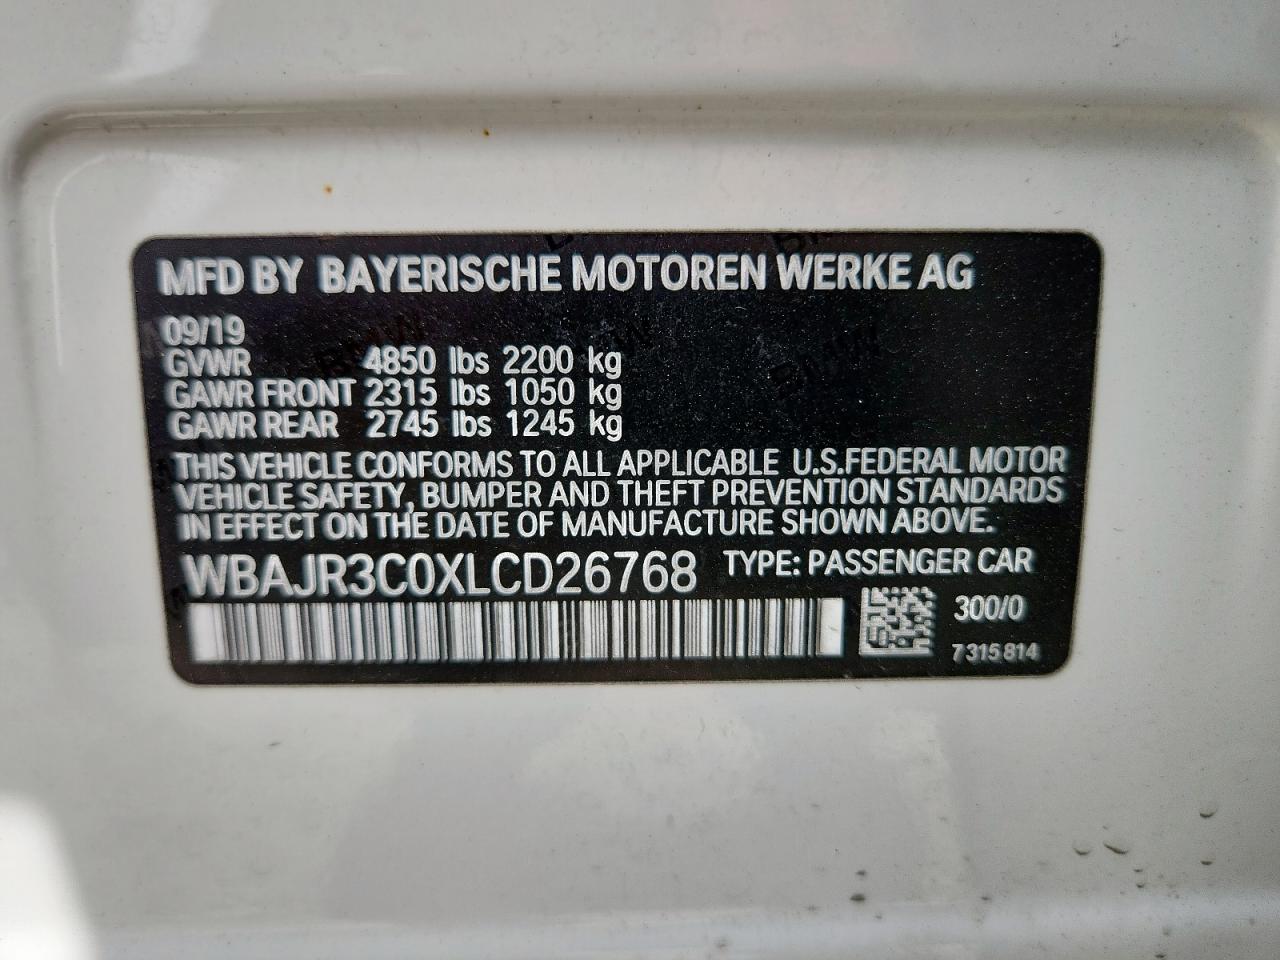 MFD BY BAYERISCHE MOTOREN WERKE AG
09/19
GVWR 4850 lbs 2200 kg
GAWR FRONT 2315 lbs 1050 kg
GAWR REAR 2745 lbs 1245 kg
THIS VEHICLE CONFORMS TO ALL APPLICABLE U.S.FEDERAL MOTOR
VEHICLE SAFETY, BUMPER AND THEFT PREVENTION STANDARDS
IN EFFECT ON THE DATE OF MANUFACTURE SHOWN ABOVE.
WBAJR3C0XLCD26768 TYPE: PASSENGER CAR
300/0
7315814